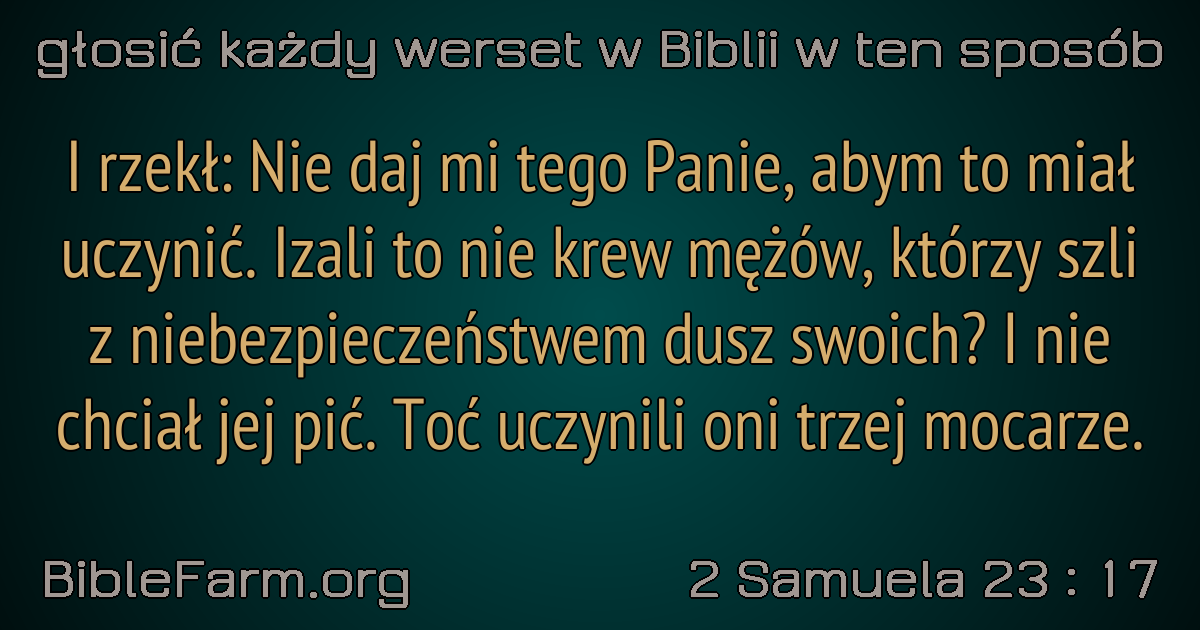 głosić każdy werset w Biblii w ten sposób
I rzekł: Nie daj mi tego Panie, abym to miał
uczynić. Izali to nie krew mężów, którzy szli
z niebezpieczeństwem dusz swoich? I nie
chciał jej pić. Toć uczynili oni trzej mocarze.
BibleFarm.org
2 Samuela 23 : 17